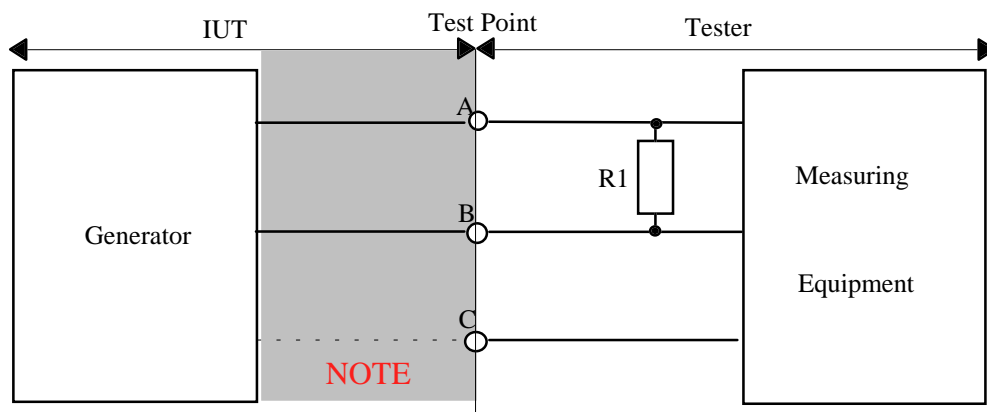 IUT
Test Point
Tester
A
R1
Measuring
B
Generator
Equipment
C
NOTE